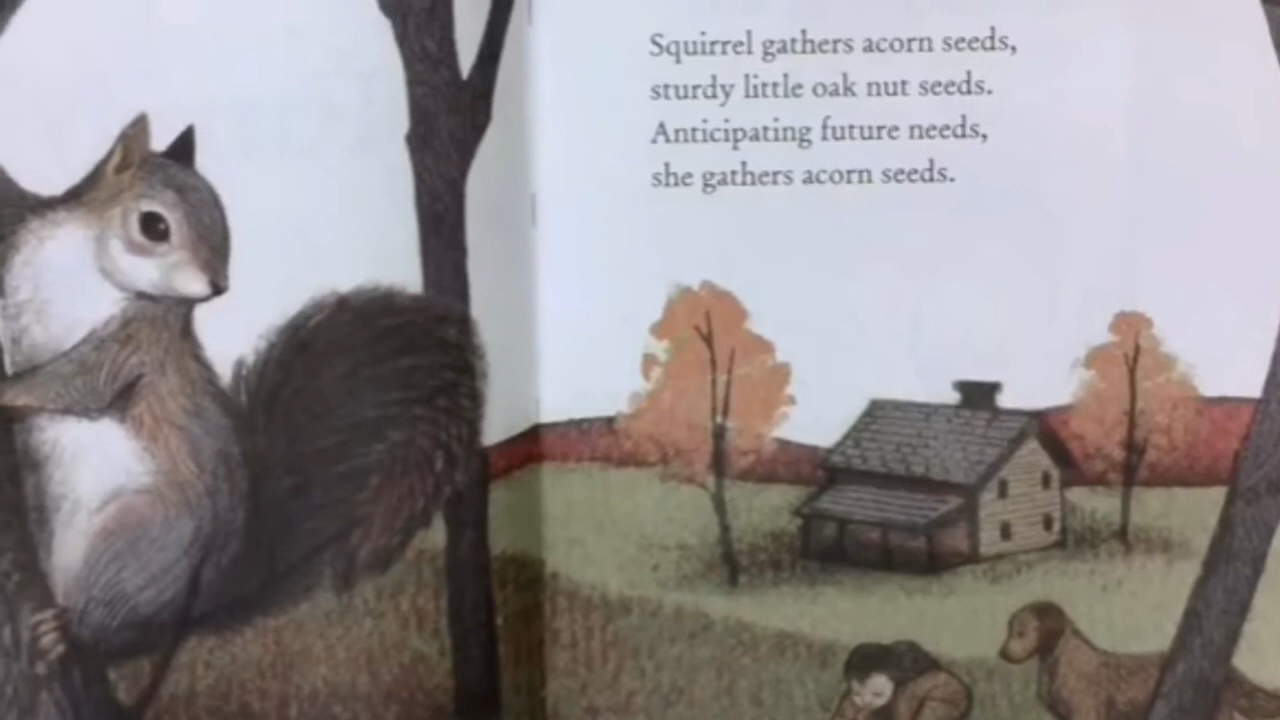 Squirrel gathers acorn seeds,
sturdy little oak nut seeds.
Anticipating future needs,
she gathers acorn seeds.